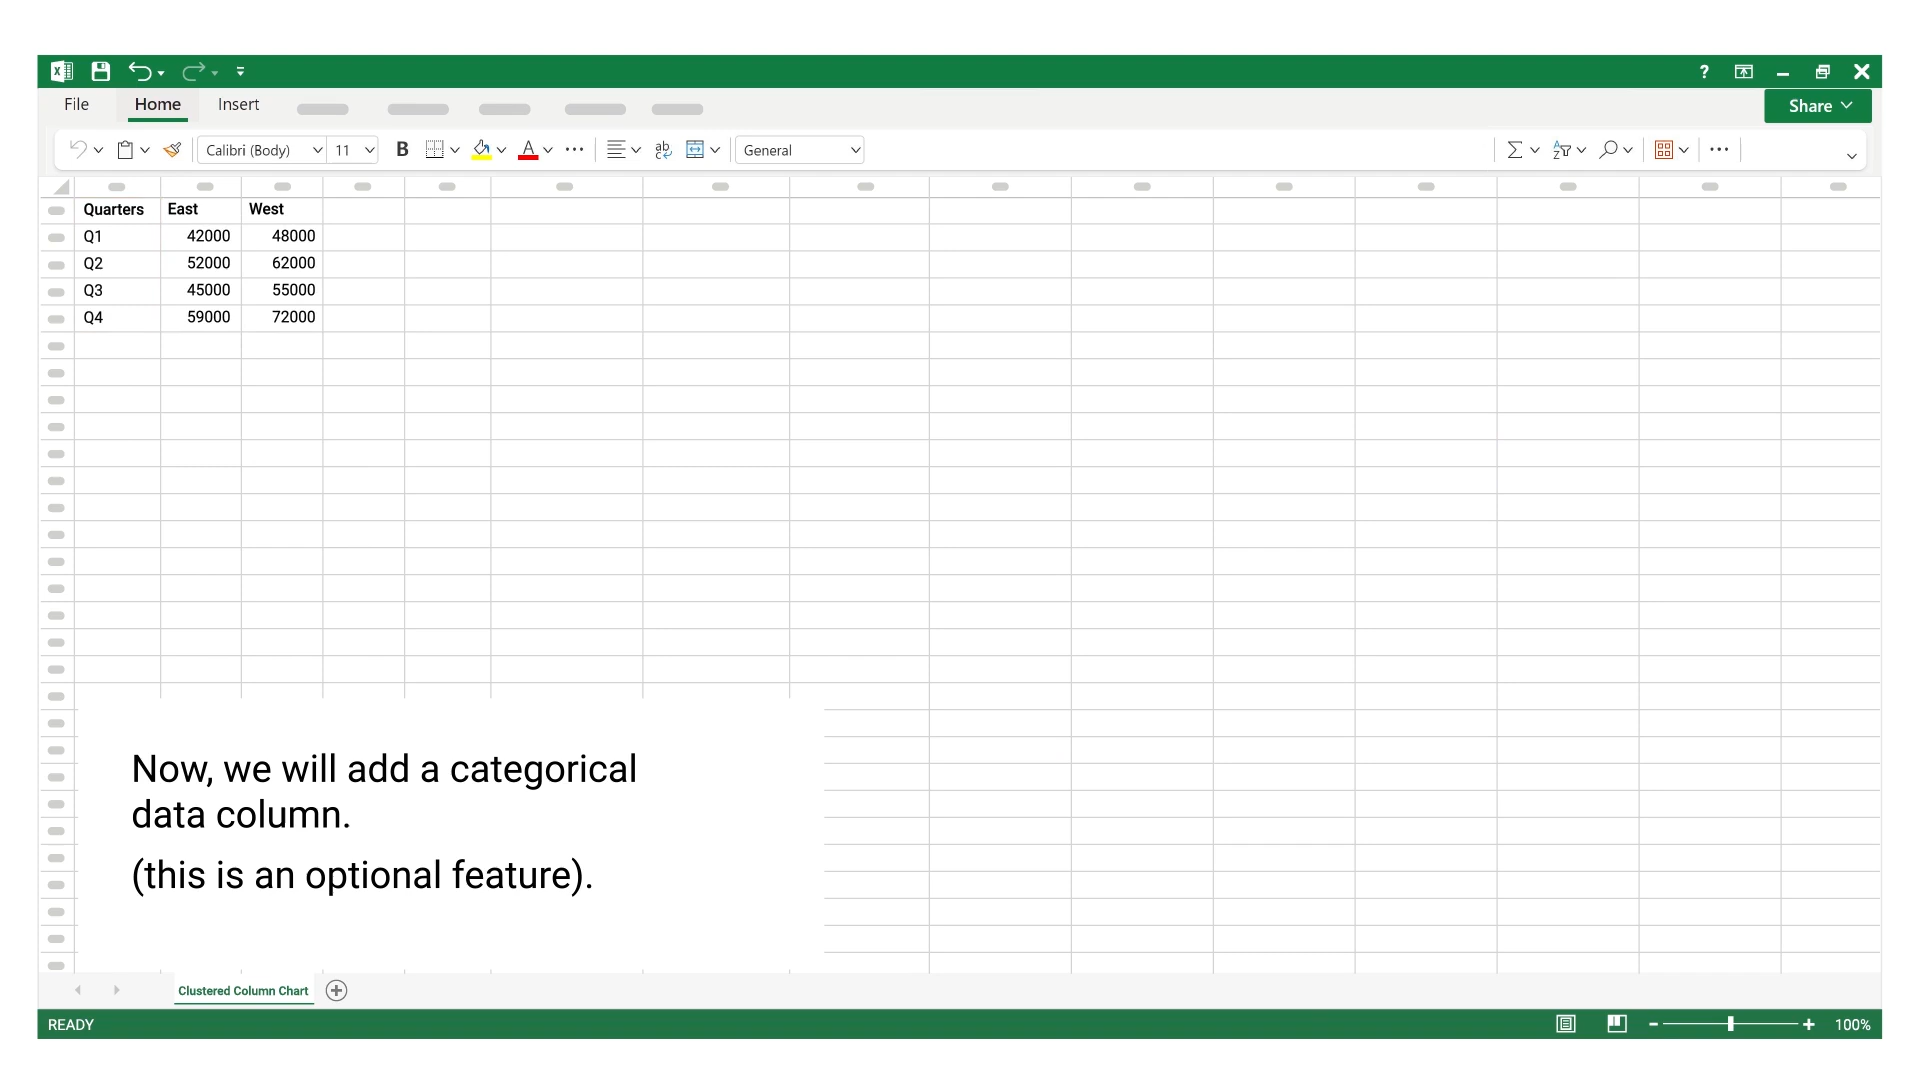 File Home Insert
Share
Calibri (Body) 11 B A ab c General
Quarters East West
Q1 42000 48000
Q2 52000 62000
Q3 45000 55000
Q4 59000 72000
Now, we will add a categorical
data column.
(this is an optional feature).
Clustered Column Chart
READY 100%